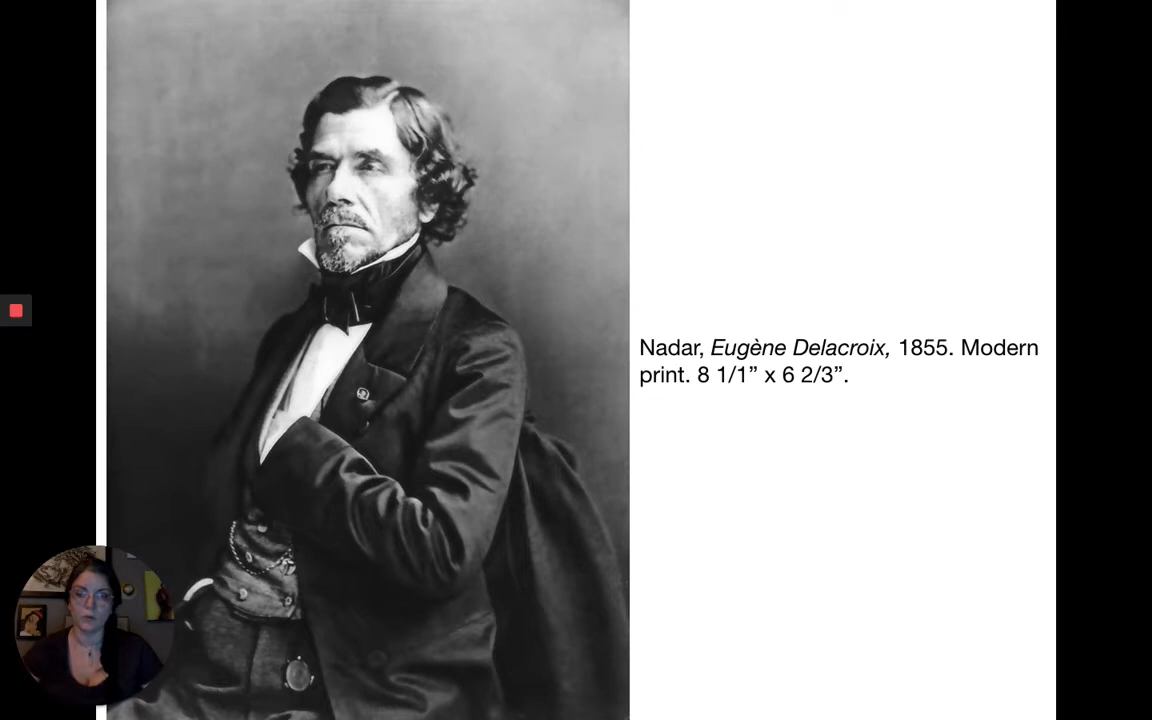 Nadar, Eugène Delacroix, 1855. Modern
print. 8 1/1” x 6 2/3”.